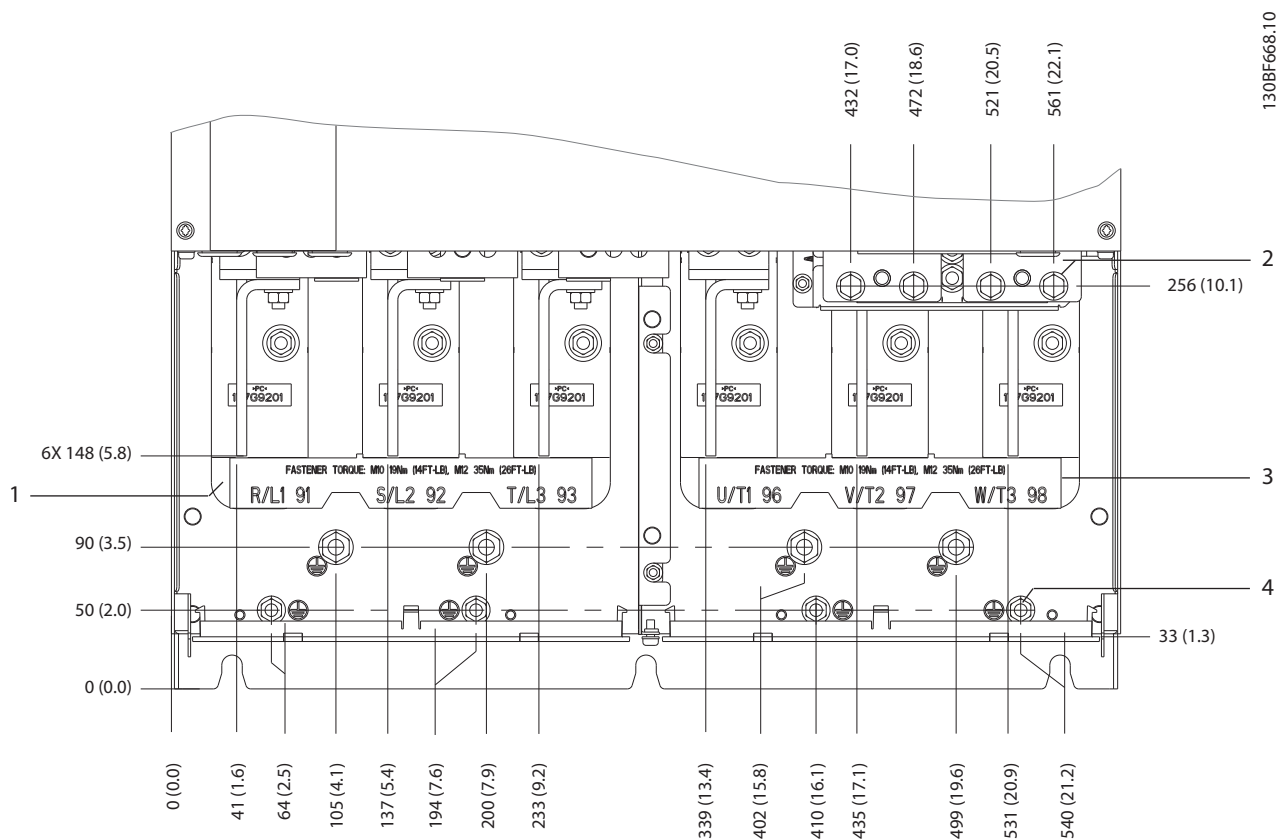 130BF668.10
432 (17.0)
472 (18.6)
521 (20.5)
561 (22.1)
2
256 (10.1)
»PC«
»PC«
»PC«
»PC«
»PC«
»PC«
6X 148 (5.8)
FASTENER TORQUE: M10 19Nm (14FT-LB), M12 35Nm (26FT-LB)
FASTENER TORQUE: M10 19Nm (14FT-LB), M12 35Nm (26FT-LB)
1
R/L1 91 S/L2 92 T/L3 93
U/T1 96 V/T2 97 W/T3 98
3
90 (3.5)
50 (2.0)
4
33 (1.3)
0 (0.0)
0 (0.0)
41 (1.6)
64 (2.5)
105 (4.1)
137 (5.4)
194 (7.6)
200 (7.9)
233 (9.2)
339 (13.4)
402 (15.8)
410 (16.1)
435 (17.1)
499 (19.6)
531 (20.9)
540 (21.2)